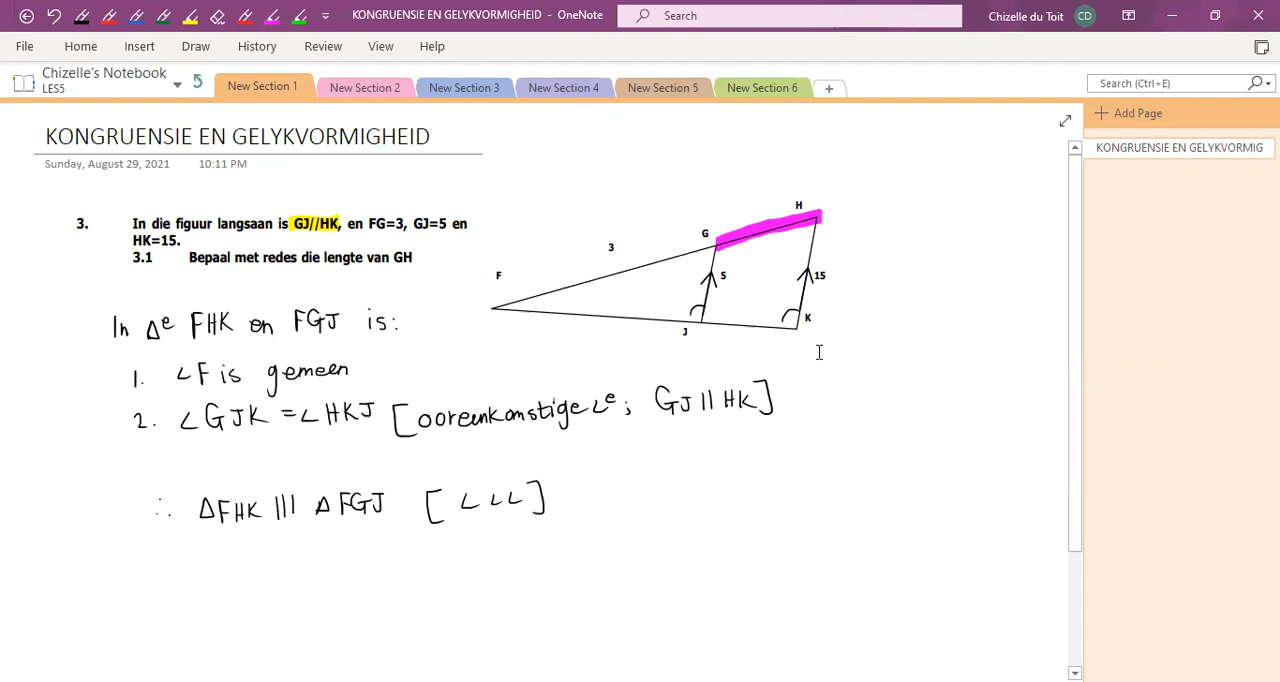 KONGRUENSIE EN GELYKVORMIGHEID - OneNote
Search
Chizelle du Toit
CD
File Home Insert Draw History Review View Help
Chizelle's Notebook
LES5
New Section 1
New Section 2
New Section 3
New Section 4
New Section 5
New Section 6
Search (Ctrl+E)
Add Page
KONGRUENSIE EN GELYKVORMIG
KONGRUENSIE EN GELYKVORMIGHEID
Sunday, August 29, 2021 10:11 PM
3. In die figuur langsaan is GJ//HK, en FG=3, GJ=5 en
HK=15.
3.1 Bepaal met redes die lengte van GH
H
G
3
F
5
15
K
J
In Δe FHK en FGJ is:
1. ∠F is gemeen
2. ∠GJK = ∠HKJ [ooreenkomstige ∠e; GJ || HK]
∴ ΔFHK ||| ΔFGJ [∠∠∠]